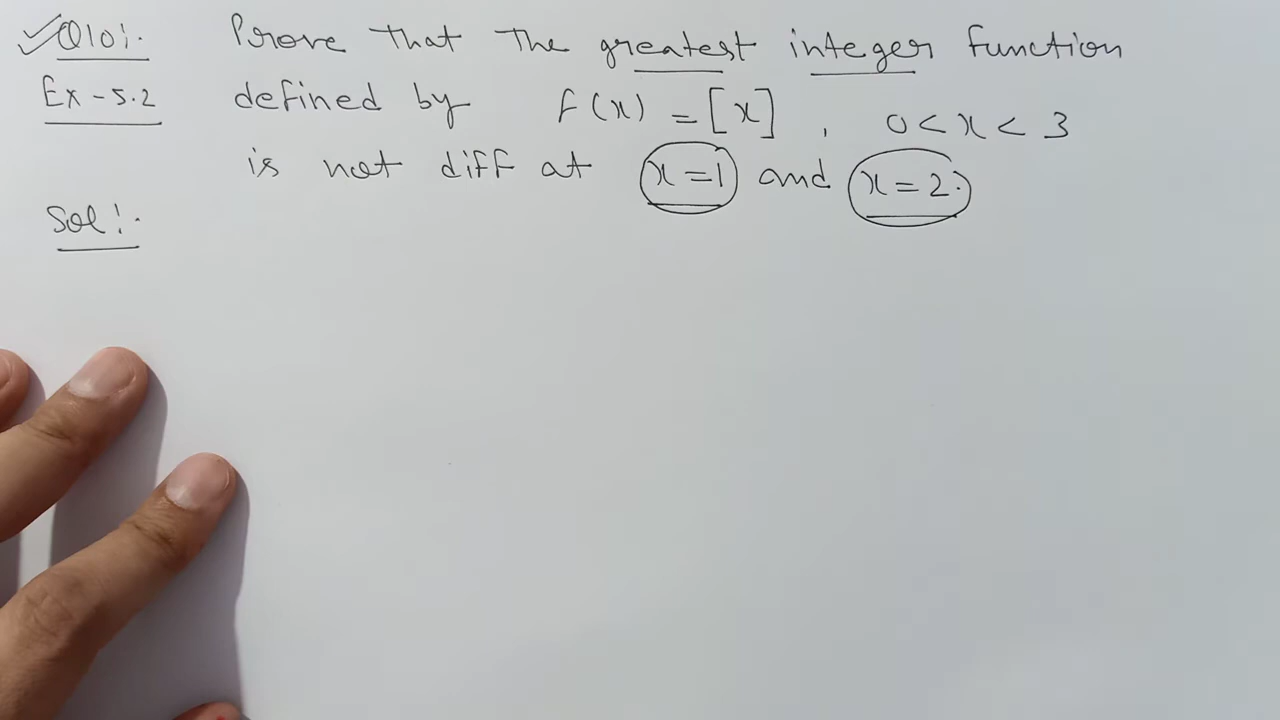 Q10:. Prove that the greatest integer function
Ex-5.2 defined by f(x) = [x] , 0 < x < 3
is not diff at x=1 and x=2.
Sol:.